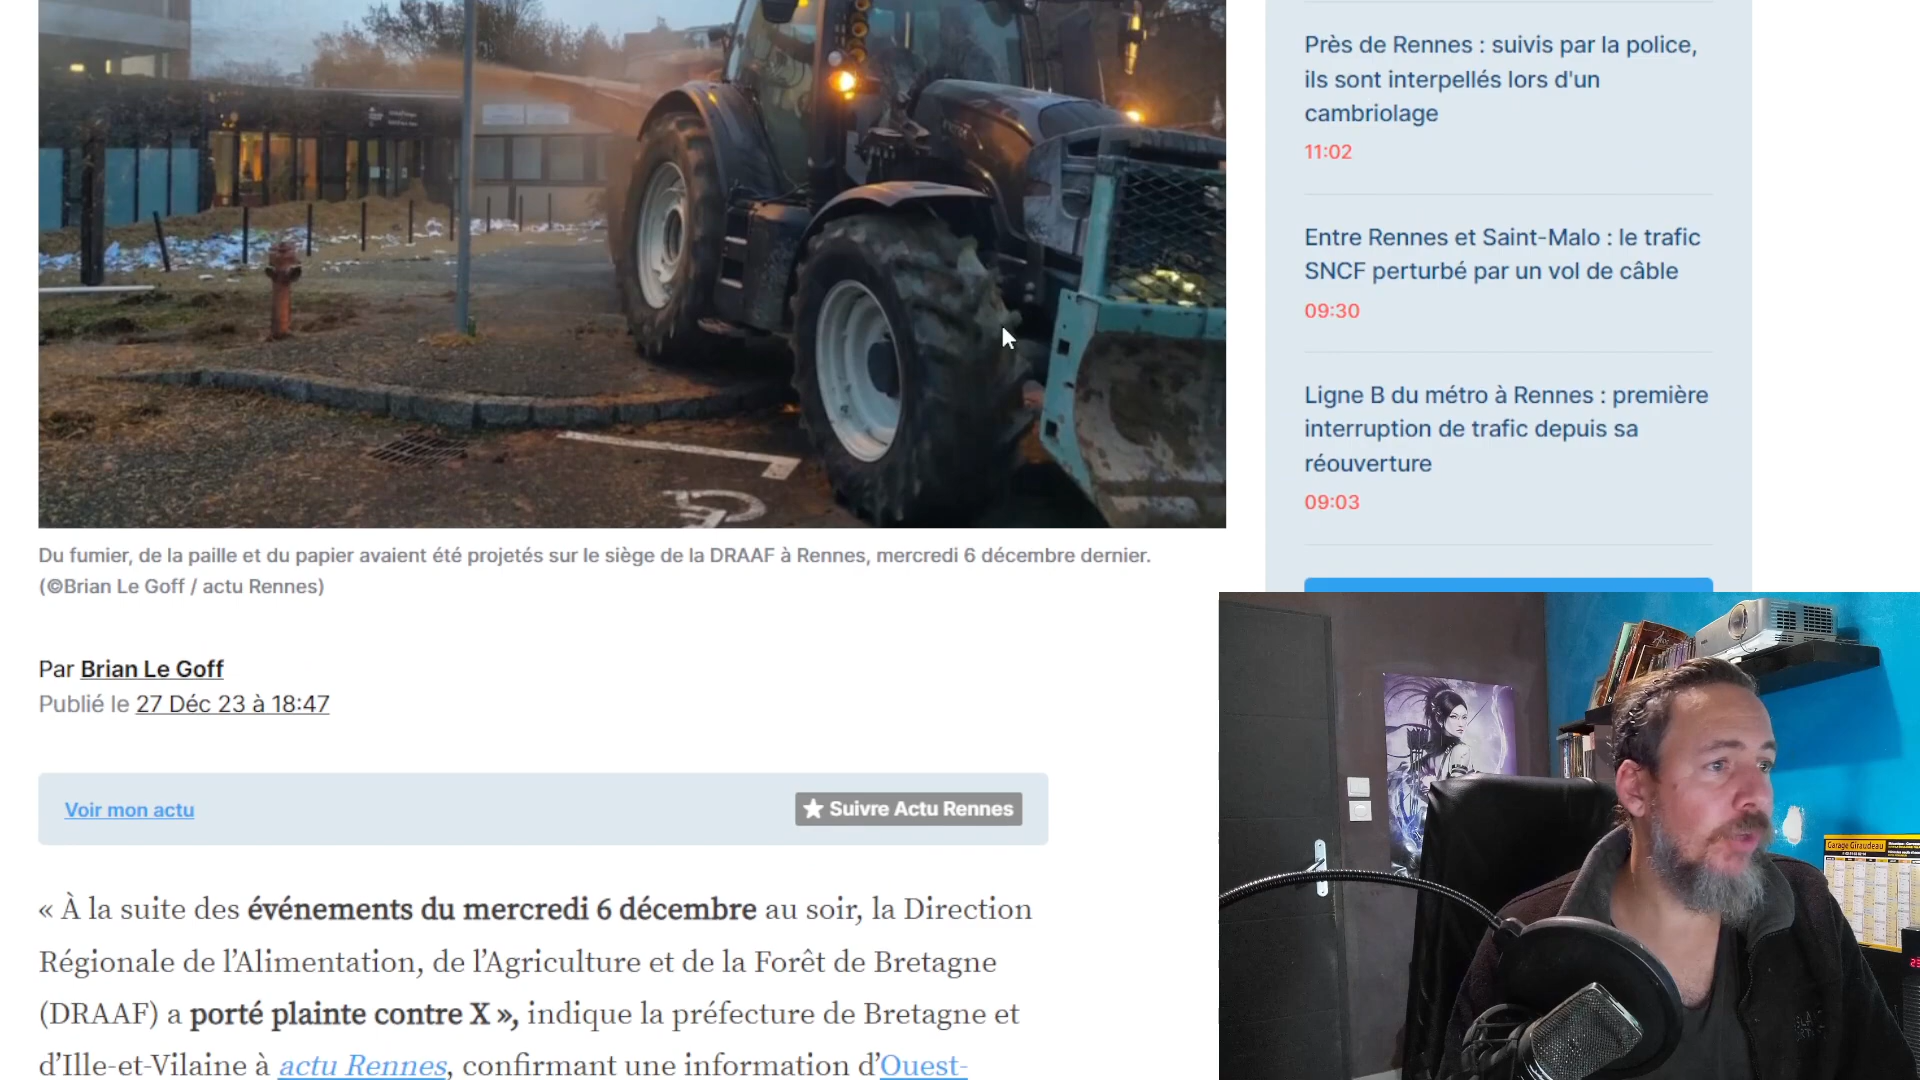 Près de Rennes : suivis par la police,
ils sont interpellés lors d'un
cambriolage
11:02
Entre Rennes et Saint-Malo : le trafic
SNCF perturbé par un vol de câble
09:30
Ligne B du métro à Rennes : première
interruption de trafic depuis sa
réouverture
09:03
Du fumier, de la paille et du papier avaient été projetés sur le siège de la DRAAF à Rennes, mercredi 6 décembre dernier.
(©Brian Le Goff / actu Rennes)
Par Brian Le Goff
Publié le 27 Déc 23 à 18:47
Voir mon actu
Suivre Actu Rennes
« À la suite des événements du mercredi 6 décembre au soir, la Direction
Régionale de l’Alimentation, de l’Agriculture et de la Forêt de Bretagne
(DRAAF) a porté plainte contre X », indique la préfecture de Bretagne et
d’Ille-et-Vilaine à actu Rennes, confirmant une information d’Ouest-
Garage Giraudeau